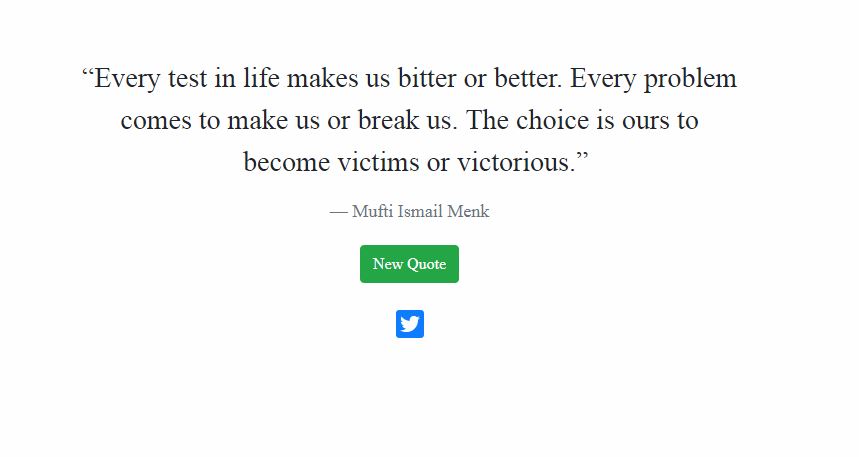 “Every test in life makes us bitter or better. Every problem
comes to make us or break us. The choice is ours to
become victims or victorious.”
— Mufti Ismail Menk
New Quote